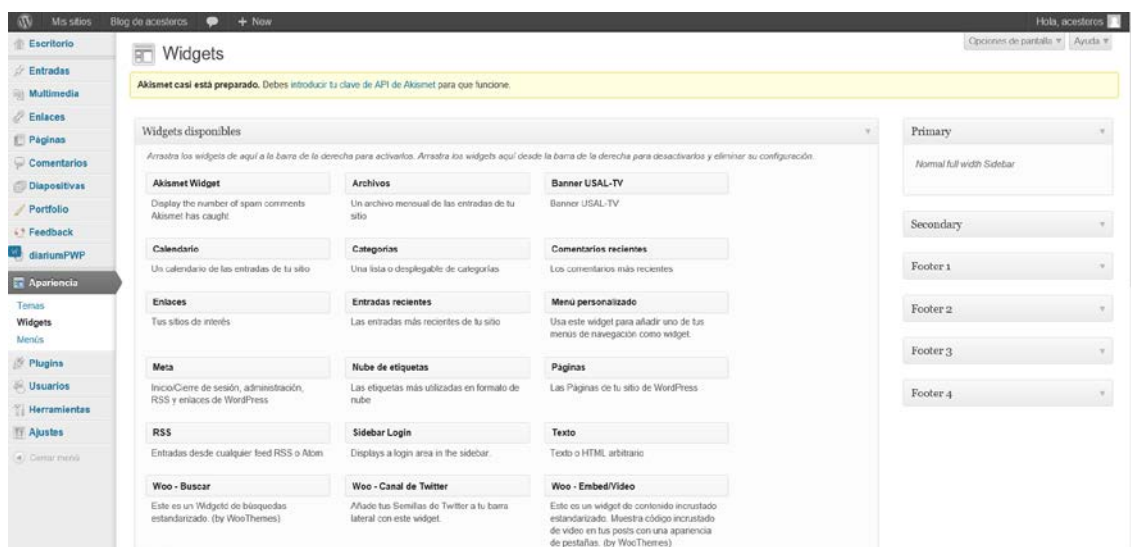 Mis sitios Blog de acestoros + New Hola, acestoros
Escritorio
Entradas
Multimedia
Enlaces
Páginas
Comentarios
Diapositivas
Portfolio
Feedback
diariumPWP
Apariencia
Temas
Widgets
Menús
Plugins
Usuarios
Herramientas
Ajustes
Cerrar menú
Opciones de pantalla Ayuda
Widgets
Akismet casi está preparado. Debes introducir tu clave de API de Akismet para que funcione.
Widgets disponibles
Arrastra los widgets de aquí a la barra de la derecha para activarlos. Arrastra los widgets aquí desde la barra de la derecha para desactivarlos y eliminar su configuración.
Akismet Widget
Display the number of spam comments
Akismet has caught
Archivos
Un archivo mensual de las entradas de tu
sitio
Banner USAL-TV
Banner USAL-TV
Calendario
Un calendario de las entradas de tu sitio
Categorías
Una lista o desplegable de categorías
Comentarios recientes
Los comentarios más recientes
Enlaces
Tus sitios de interés
Entradas recientes
Las entradas más recientes de tu sitio
Menú personalizado
Usa este widget para añadir uno de tus
menús de navegación como widget.
Meta
Inicio/Cierre de sesión, administración,
RSS y enlaces de WordPress
Nube de etiquetas
Las etiquetas más utilizadas en formato de
nube
Páginas
Las Páginas de tu sitio de WordPress
RSS
Entradas desde cualquier feed RSS o Atom
Sidebar Login
Displays a login area in the sidebar.
Texto
Texto o HTML arbitrario
Woo - Buscar
Este es un Widgetd de búsquedas
estandarizado. (by WooThemes)
Woo - Canal de Twitter
Añade tus Semillas de Twitter a tu barra
lateral con este widget.
Woo - Embed/Video
Este es un widget de contenido incrustado
estandarizado. Muestra código incrustado
de video en tus posts con una apariencia
de pestañas. (by WooThemes)
Primary
Normal full width Sidebar
Secondary
Footer 1
Footer 2
Footer 3
Footer 4